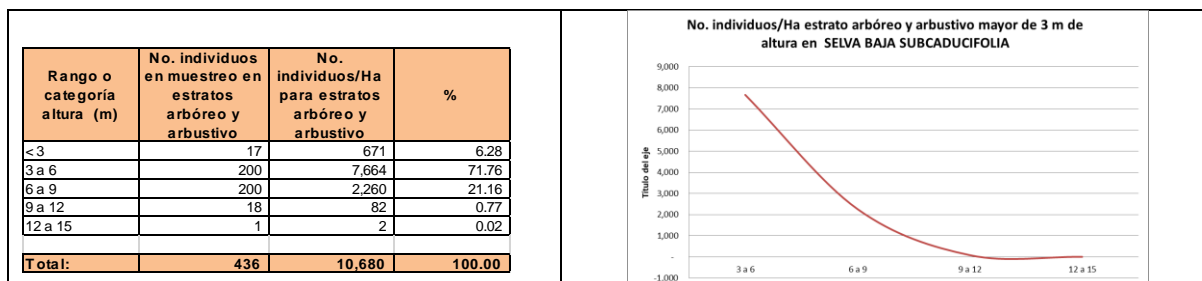 Rango o categoría altura (m) | No. individuos en muestreo en estratos arbóreo y arbustivo | No. individuos/Ha para estratos arbóreo y arbustivo | %
< 3 | 17 | 671 | 6.28
3 a 6 | 200 | 7,664 | 71.76
6 a 9 | 200 | 2,260 | 21.16
9 a 12 | 18 | 82 | 0.77
12 a 15 | 1 | 2 | 0.02
Total: | 436 | 10,680 | 100.00
No. individuos/Ha estrato arbóreo y arbustivo mayor de 3 m de
altura en SELVA BAJA SUBCADUCIFOLIA
Título del eje
9,000
8,000
7,000
6,000
5,000
4,000
3,000
2,000
1,000
-
-1,000
3 a 6 6 a 9 9 a 12 12 a 15